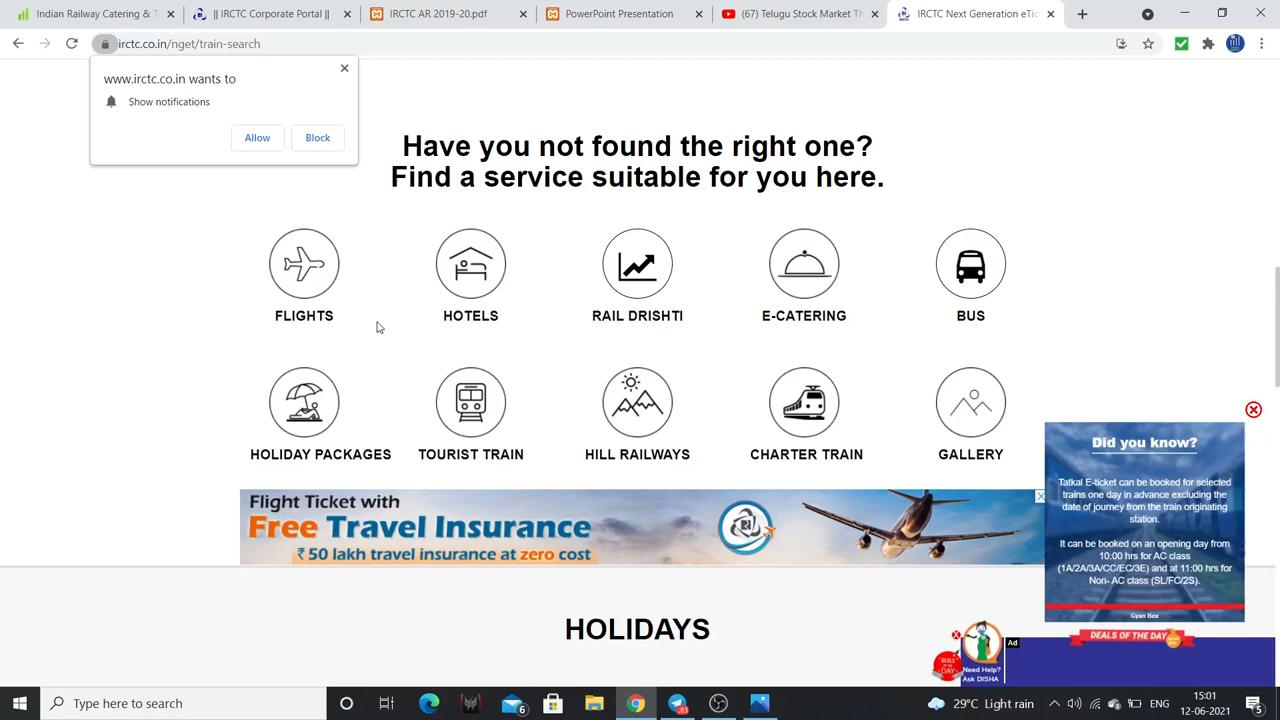 Indian Railway Catering & T
|| IRCTC Corporate Portal ||
IRCTC AR 2019-20.pdf
PowerPoint Presentation
(67) Telugu Stock Market Th
IRCTC Next Generation eTic
irctc.co.in/nget/train-search
www.irctc.co.in wants to
Show notifications
Allow
Block
Have you not found the right one?
Find a service suitable for you here.
FLIGHTS
HOTELS
RAIL DRISHTI
E-CATERING
BUS
HOLIDAY PACKAGES
TOURIST TRAIN
HILL RAILWAYS
CHARTER TRAIN
GALLERY
Flight Ticket with
Free Travel Insurance
₹ 50 lakh travel insurance at zero cost
Did you know?
Tatkal E-ticket can be booked for selected
trains one day in advance excluding the
date of journey from the train originating
station.
It can be booked on an opening day from
10:00 hrs for AC class
(1A/2A/3A/CC/EC/3E) and at 11:00 hrs for
Non- AC class (SL/FC/2S).
Gyan Box
DEALS OF THE DAY
HOLIDAYS
Ad
Need Help?
Ask DISHA
Type here to search
6
83
29°C Light rain
ENG
15:01
12-06-2021
5